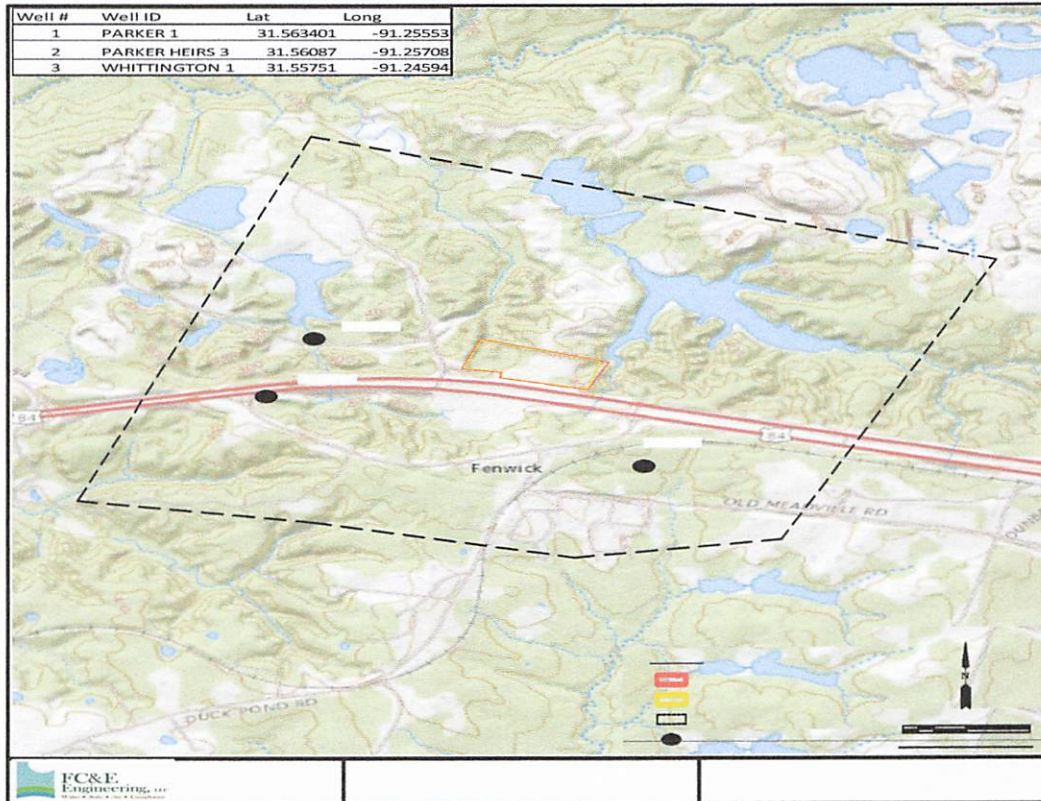 Well # Well ID Lat Long
1 PARKER 1 31.563401 -91.25553
2 PARKER HEIRS 3 31.56087 -91.25708
3 WHITTINGTON 1 31.55751 -91.24594
84
84
Fenwick
OLD MEADVILLE RD
DUCK POND RD
N
FC&E
Engineering, LLC